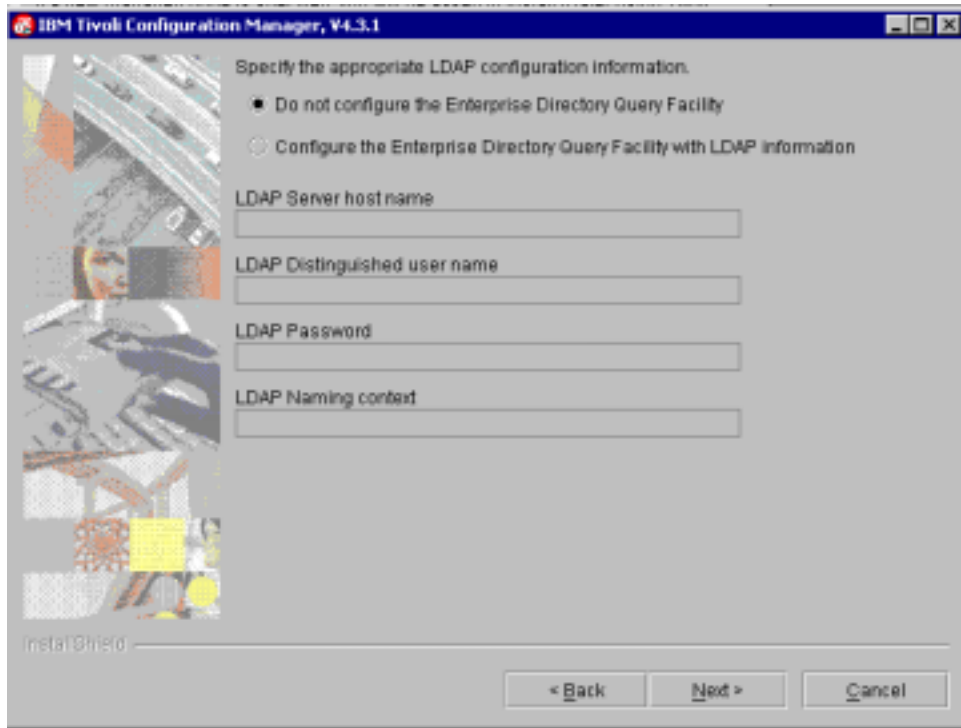 IBM Tivoli Configuration Manager, V4.3.1
Specify the appropriate LDAP configuration information.
Do not configure the Enterprise Directory Query Facility
Configure the Enterprise Directory Query Facility with LDAP information
LDAP Server host name
LDAP Distinguished user name
LDAP Password
LDAP Naming context
InstallShield
< Back
Next >
Cancel